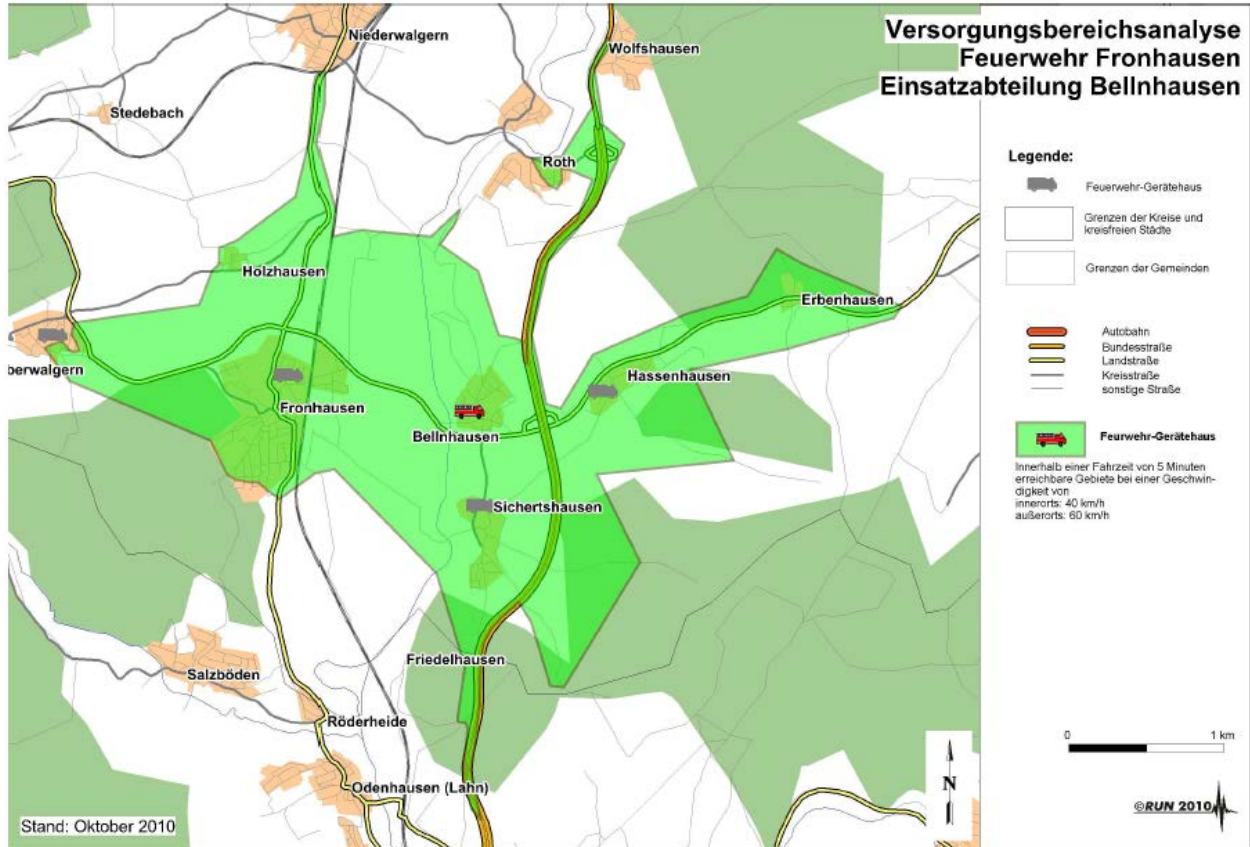 Versorgungsbereichsanalyse
Feuerwehr Fronhausen
Einsatzabteilung Bellnhausen
Niederwalgern
Wolfshausen
Stedebach
Roth
Holzhausen
Erbenhausen
berwalgern
Hassenhausen
Fronhausen
Bellnhausen
Sichertshausen
Friedelhausen
Salzböden
Röderheide
Odenhausen (Lahn)
Stand: Oktober 2010
N
Legende:
Feuerwehr-Gerätehaus
Grenzen der Kreise und
kreisfreien Städte
Grenzen der Gemeinden
Autobahn
Bundesstraße
Landstraße
Kreisstraße
sonstige Straße
Feurwehr-Gerätehaus
Innerhalb einer Fahrzeit von 5 Minuten
erreichbare Gebiete bei einer Geschwin-
digkeit von
innerorts: 40 km/h
außerorts: 60 km/h
0 1 km
©RUN 2010